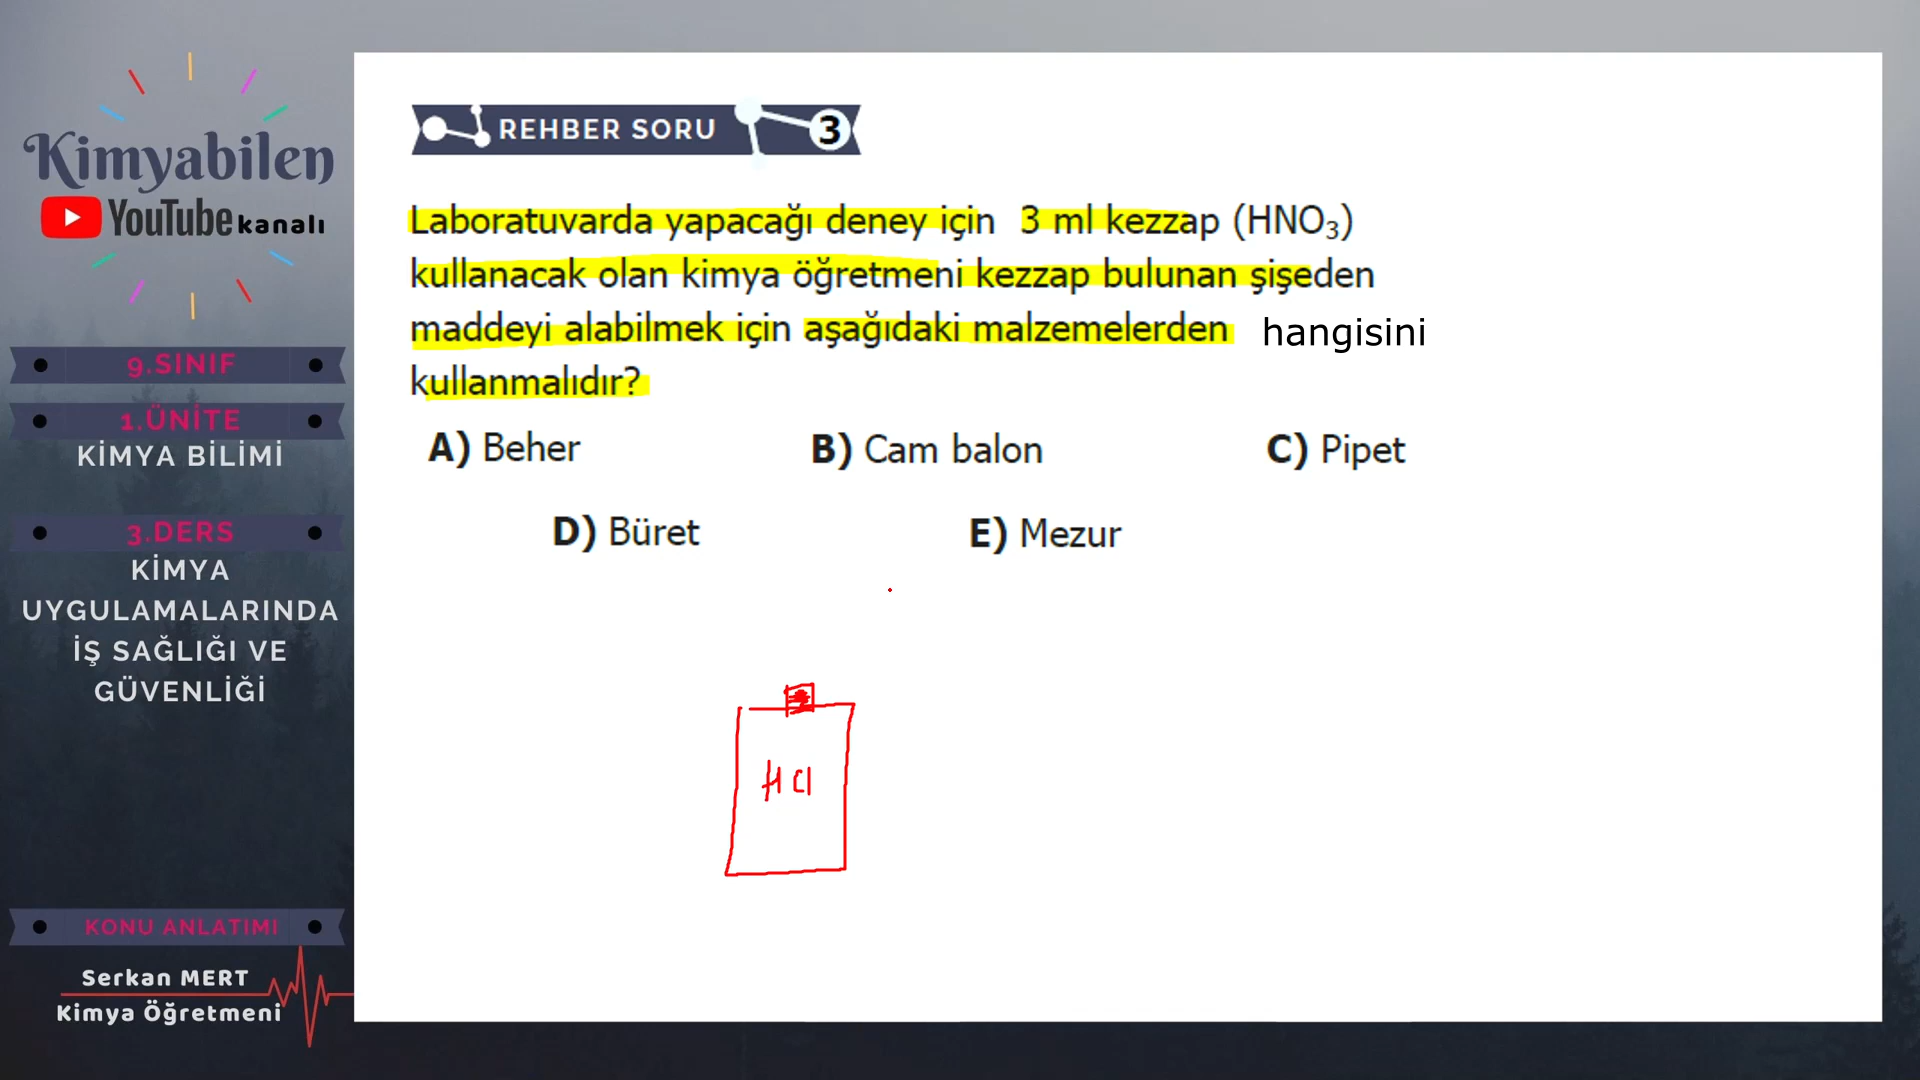 Kimyabilen
YouTube kanalı
9.SINIF
1.ÜNİTE
KİMYA BİLİMİ
3.DERS
KİMYA
UYGULAMALARINDA
İŞ SAĞLIĞI VE
GÜVENLİĞİ
KONU ANLATIMI
Serkan MERT
Kimya Öğretmeni
REHBER SORU 3
Laboratuvarda yapacağı deney için 3 ml kezzap (HNO₃)
kullanacak olan kimya öğretmeni kezzap bulunan şişeden
maddeyi alabilmek için aşağıdaki malzemelerden hangisini
kullanmalıdır?
A) Beher B) Cam balon C) Pipet
D) Büret E) Mezur
HCl